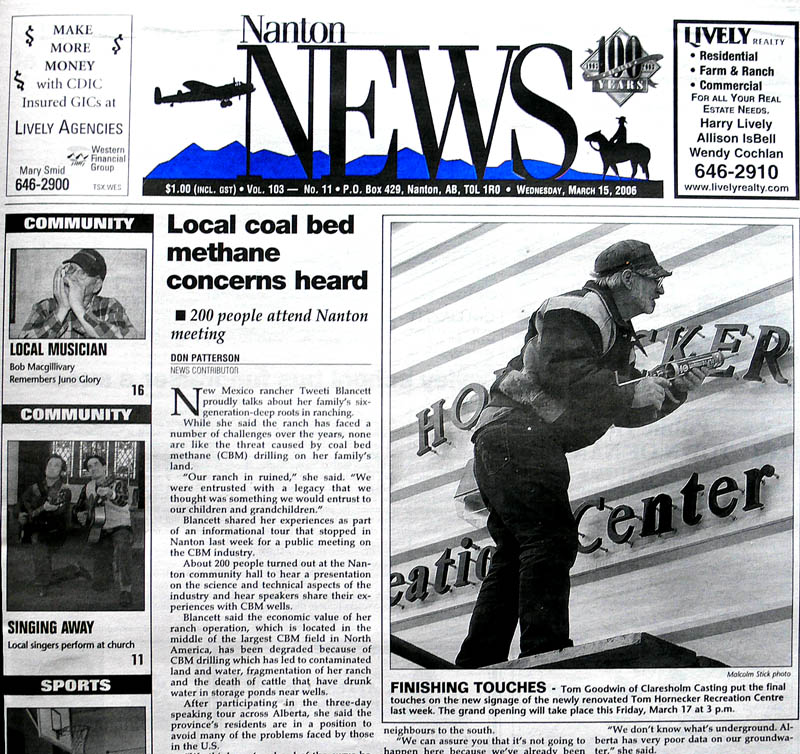 $ MAKE $
MORE
MONEY
$ with CDIC
Insured GICs at
LIVELY AGENCIES
Western
Financial
Group
Mary Smid
646-2900
TSX WES
Nanton
NEWS
100
YEARS
$1.00 (INCL. GST) • VOL. 103 — NO. 11 • P.O. BOX 429, NANTON, AB, T0L 1R0 • WEDNESDAY, MARCH 15, 2006
LIVELY REALTY
• Residential
• Farm & Ranch
• Commercial
FOR ALL YOUR REAL
ESTATE NEEDS.
Harry Lively
Allison IsBell
Wendy Cochlan
646-2910
www.livelyrealty.com
COMMUNITY
LOCAL MUSICIAN
Bob Macgillivary
Remembers Juno Glory
16
COMMUNITY
SINGING AWAY
Local singers perform at church
11
SPORTS
Local coal bed
methane
concerns heard
■ 200 people attend Nanton
meeting
DON PATTERSON
NEWS CONTRIBUTOR
New Mexico rancher Tweeti Blancett
proudly talks about her family's six-
generation-deep roots in ranching.
While she said the ranch has faced a
number of challenges over the years, none
are like the threat caused by coal bed
methane (CBM) drilling on her family's
land.
"Our ranch in ruined," she said. "We
were entrusted with a legacy that we
thought was something we would entrust to
our children and grandchildren."
Blancett shared her experiences as part
of an informational tour that stopped in
Nanton last week for a public meeting on
the CBM industry.
About 200 people turned out at the Nan-
ton community hall to hear a presentation
on the science and technical aspects of the
industry and hear speakers share their ex-
periences with CBM wells.
Blancett said the economic value of her
ranch operation, which is located in the
middle of the largest CBM field in North
America, has been degraded because of
CBM drilling which has led to contaminated
land and water, fragmentation of her ranch
and the death of cattle that have drunk
water in storage ponds near wells.
After participating in the three-day
speaking tour across Alberta, she said the
province's residents are in a position to
avoid many of the problems faced by those
in the U.S.
HO CKER
eatio Center
Malcolm Stick photo
FINISHING TOUCHES - Tom Goodwin of Claresholm Casting put the final
touches on the new signage of the newly renovated Tom Hornecker Recreation Centre
last week. The grand opening will take place this Friday, March 17 at 3 p.m.
neighbours to the south.
"We can assure you that it's not going to
happen here because we've already been
"We don't know what's underground. Al-
berta has very poor data on our groundwa-
ter," she said.